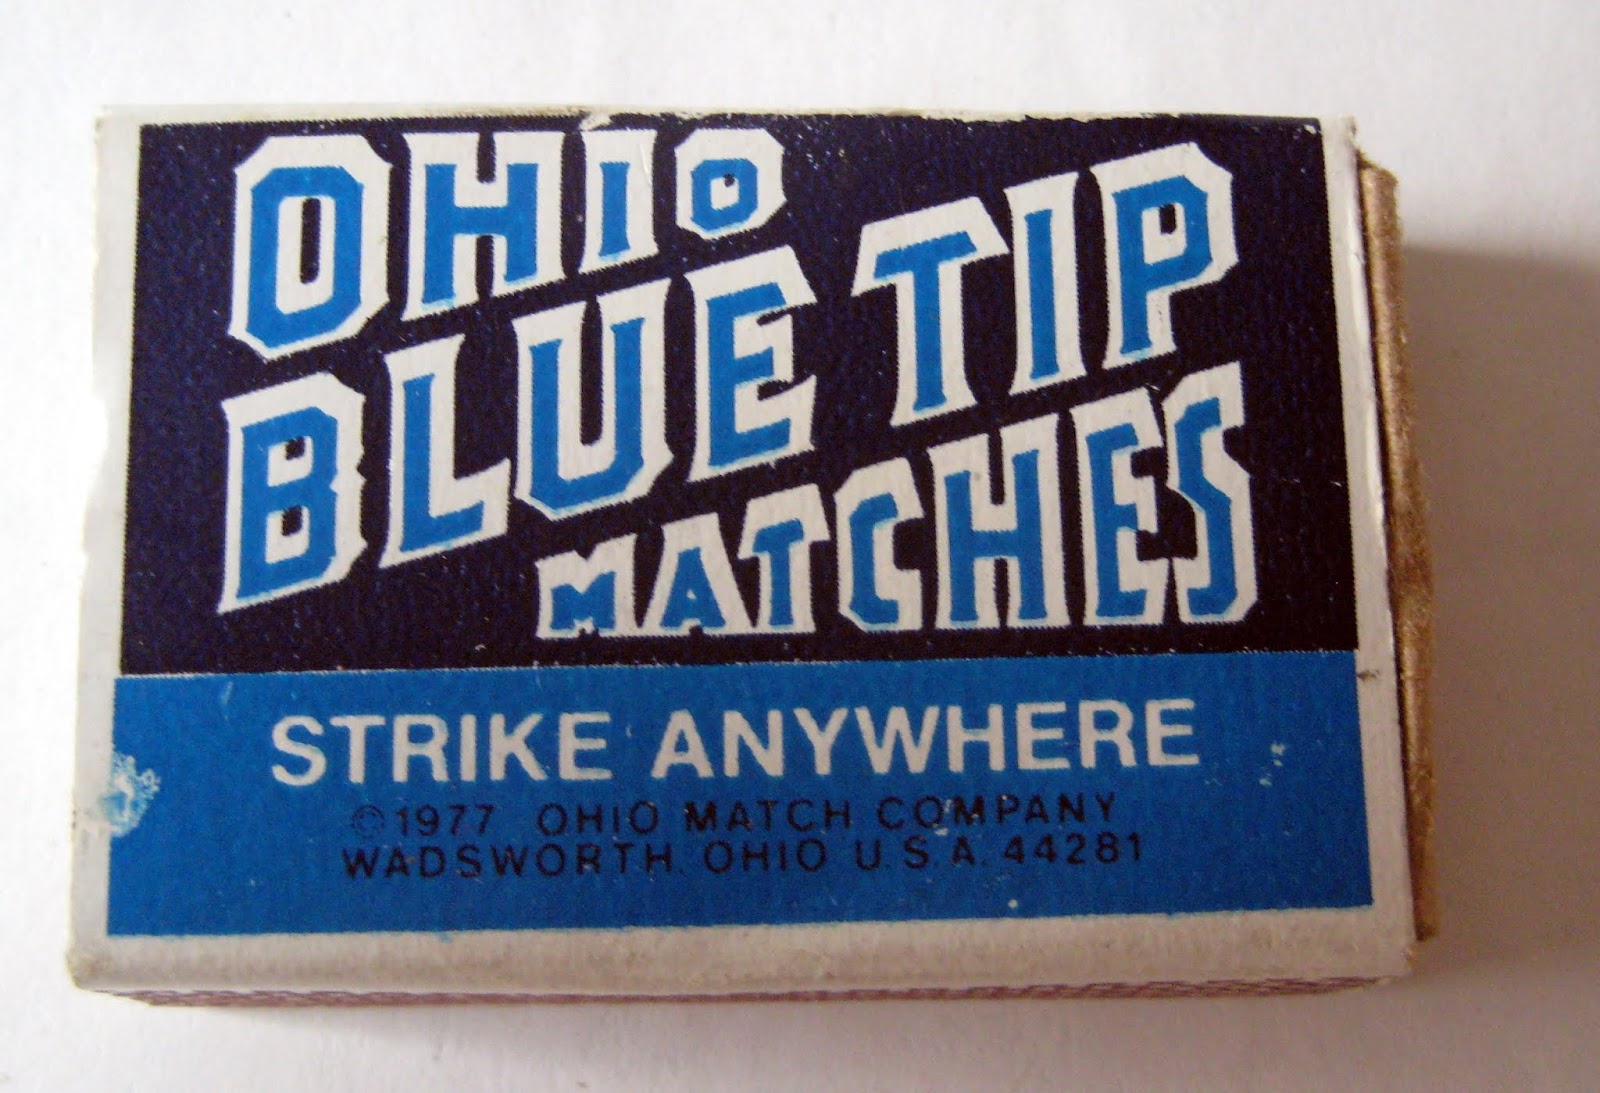 OHIO
BLUE TIP
MATCHES
STRIKE ANYWHERE
©1977 OHIO MATCH COMPANY
WADSWORTH, OHIO U.S.A. 44281